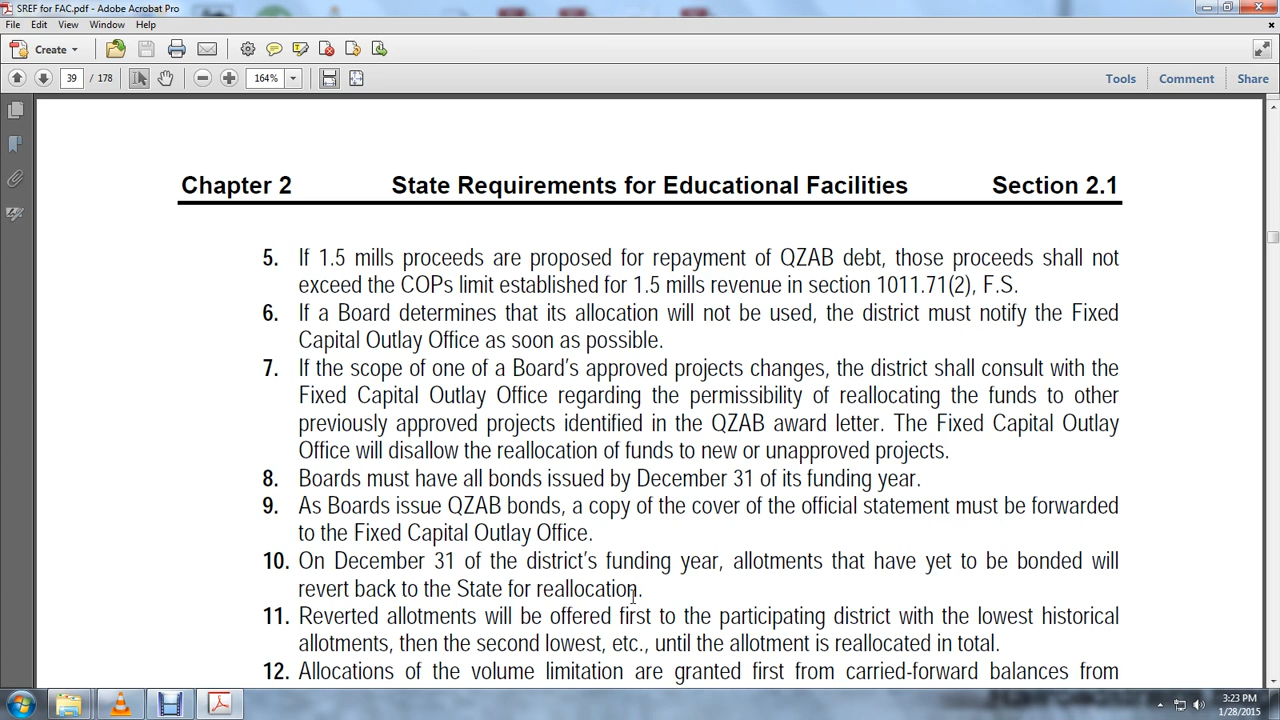 SREF for FAC.pdf - Adobe Acrobat Pro
File Edit View Window Help
Create
39 / 178 164% Tools Comment Share
Chapter 2 State Requirements for Educational Facilities Section 2.1
5. If 1.5 mills proceeds are proposed for repayment of QZAB debt, those proceeds shall not
exceed the COPs limit established for 1.5 mills revenue in section 1011.71(2), F.S.
6. If a Board determines that its allocation will not be used, the district must notify the Fixed
Capital Outlay Office as soon as possible.
7. If the scope of one of a Board's approved projects changes, the district shall consult with the
Fixed Capital Outlay Office regarding the permissibility of reallocating the funds to other
previously approved projects identified in the QZAB award letter. The Fixed Capital Outlay
Office will disallow the reallocation of funds to new or unapproved projects.
8. Boards must have all bonds issued by December 31 of its funding year.
9. As Boards issue QZAB bonds, a copy of the cover of the official statement must be forwarded
to the Fixed Capital Outlay Office.
10. On December 31 of the district's funding year, allotments that have yet to be bonded will
revert back to the State for reallocation.
11. Reverted allotments will be offered first to the participating district with the lowest historical
allotments, then the second lowest, etc., until the allotment is reallocated in total.
12. Allocations of the volume limitation are granted first from carried-forward balances from
3:23 PM
1/28/2015